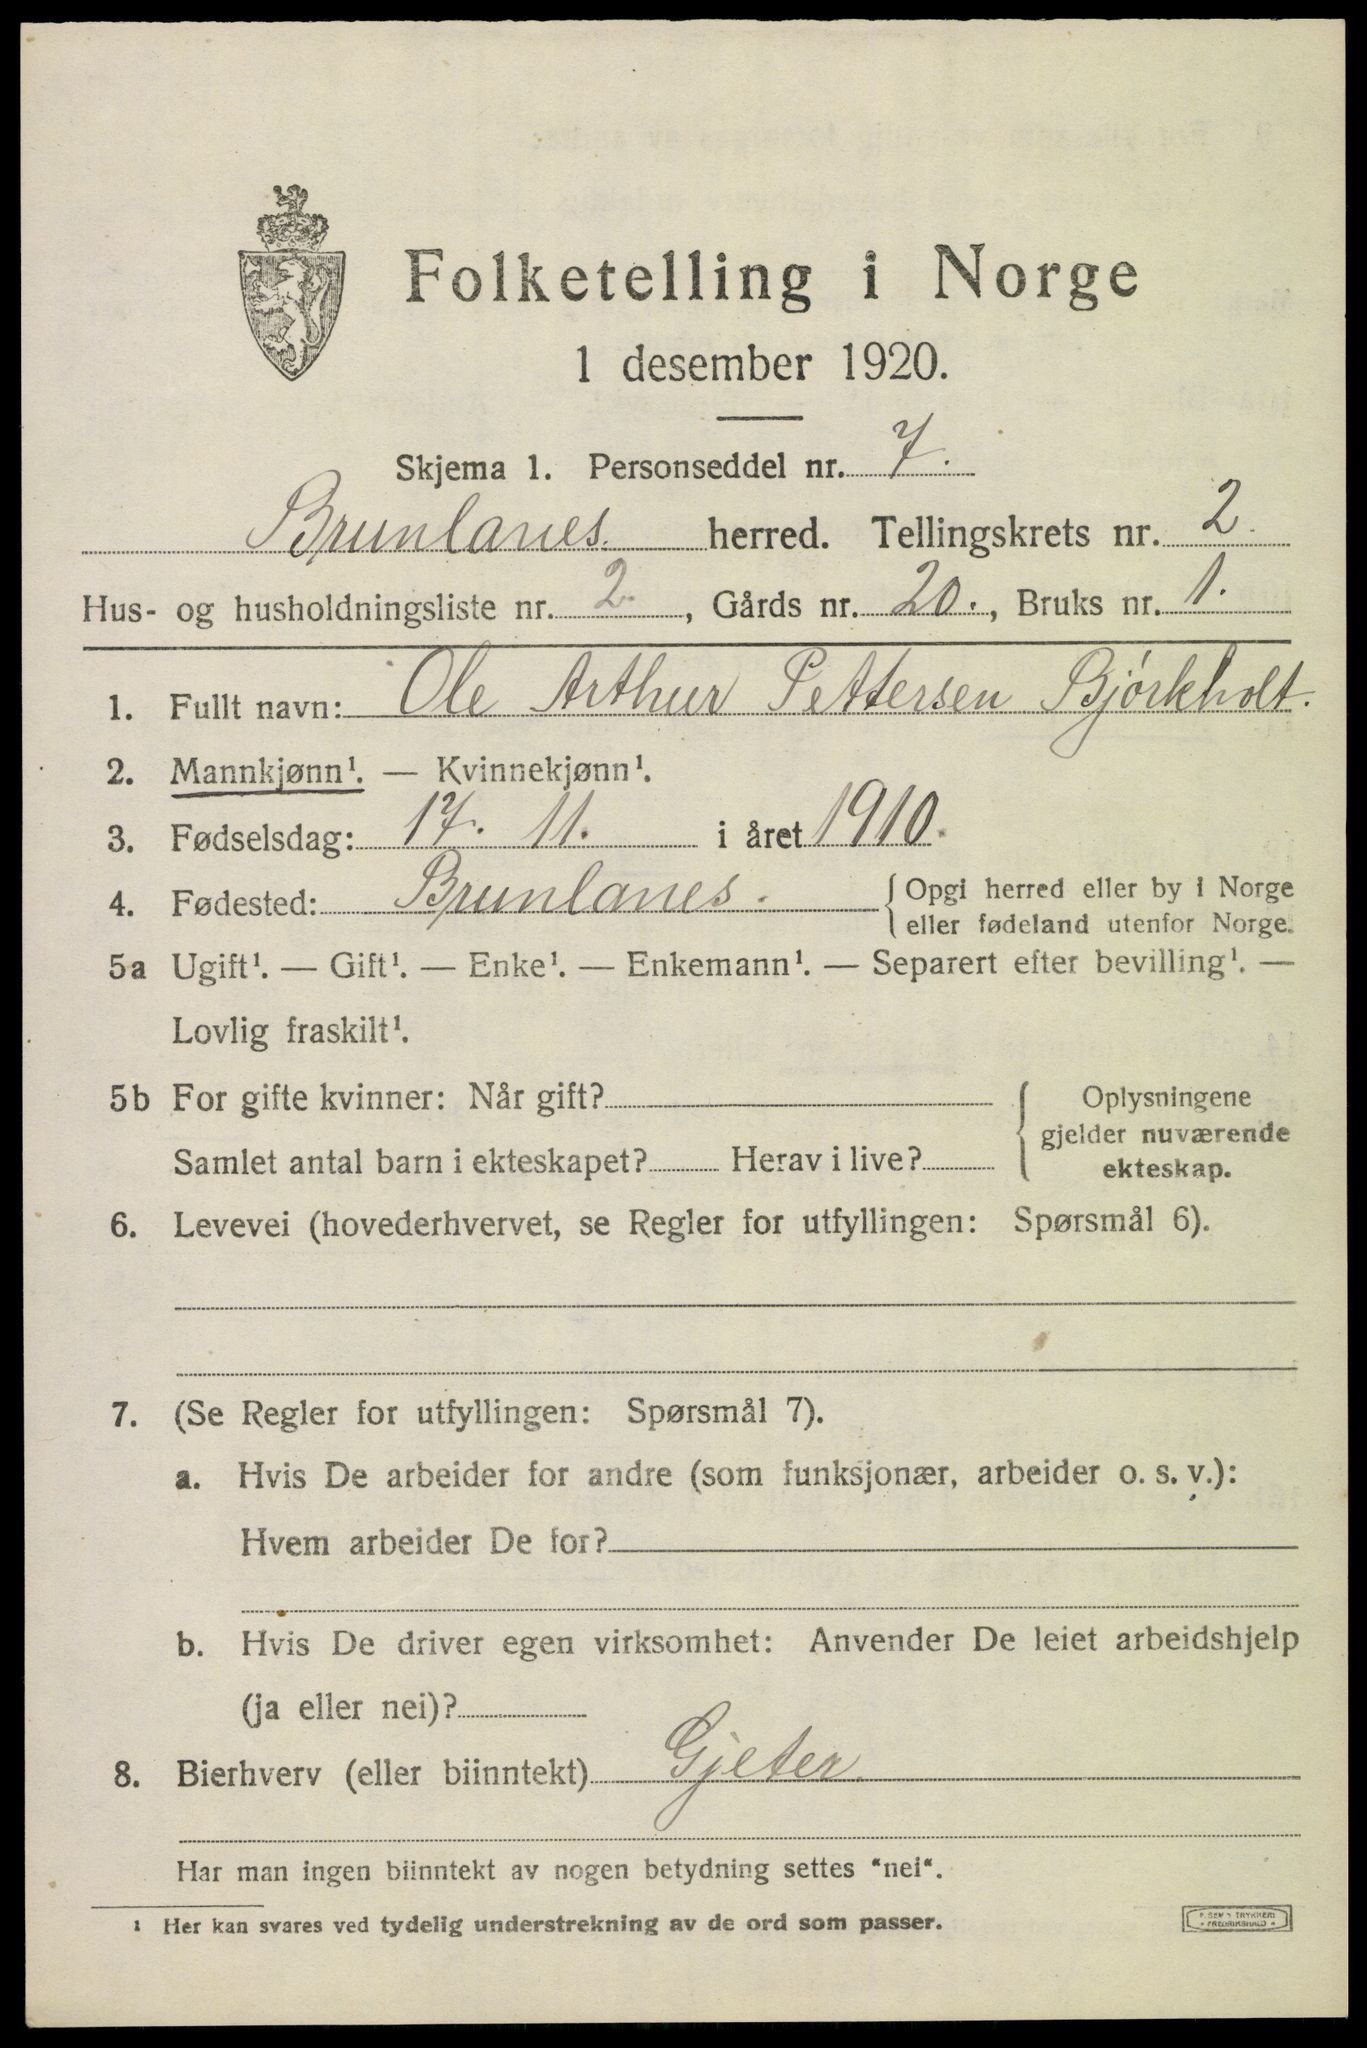 Folketelling i Norge
1 desember 1920.
Skjema 1. Personseddel nr. 7.
Brunlanes. herred. Tellingskrets nr. 2.
Hus- og husholdningsliste nr. 2., Gårds nr. 20., Bruks nr. 1.
1. Fullt navn: Ole Arthur Pettersen Bjørkholt.
2. Mannkjønn¹. — Kvinnekjønn¹.
3. Fødselsdag: 17. 11. i året 1910.
4. Fødested: Brunlanes. Opgi herred eller by i Norge
eller fødeland utenfor Norge.
5a Ugift¹. — Gift¹. — Enke¹. — Enkemann¹. — Separert efter bevilling¹. —
Lovlig fraskilt¹.
5b For gifte kvinner: Når gift? Oplysningene
gjelder nuværende
Samlet antal barn i ekteskapet? Herav i live? ekteskap.
6. Levevei (hovederhvervet, se Regler for utfyllingen: Spørsmål 6).
7. (Se Regler for utfyllingen: Spørsmål 7).
a. Hvis De arbeider for andre (som funksjonær, arbeider o. s. v.):
Hvem arbeider De for?
b. Hvis De driver egen virksomhet: Anvender De leiet arbeidshjelp
(ja eller nei)?
8. Bierhverv (eller biinntekt) Gjeter
Har man ingen biinntekt av nogen betydning settes "nei".
¹ Her kan svares ved tydelig understrekning av de ord som passer.
TRYKKERI
FREDRIKSHALD